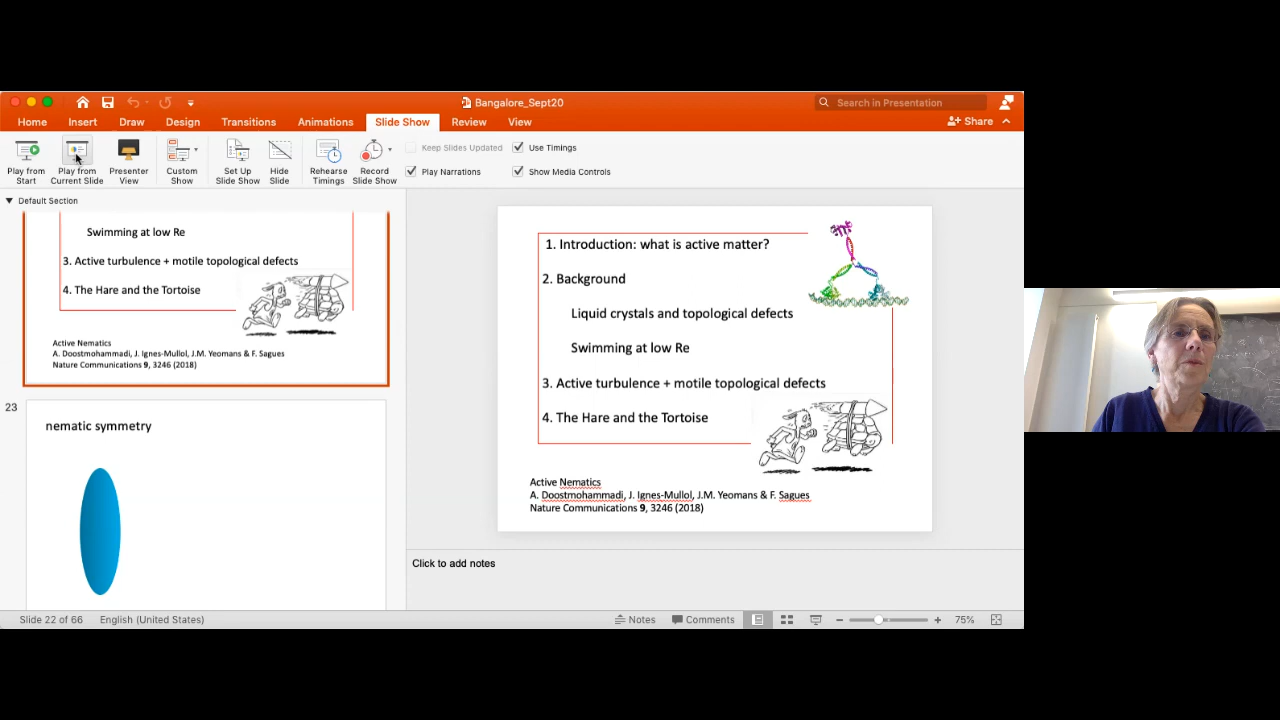 Bangalore_Sept20
Search in Presentation
Home Insert Draw Design Transitions Animations Slide Show Review View Share
Play from Start
Play from Current Slide
Presenter View
Custom Show
Set Up Slide Show
Hide Slide
Rehearse Timings
Record Slide Show
Keep Slides Updated
Use Timings
Play Narrations
Show Media Controls
Default Section
Swimming at low Re
3. Active turbulence + motile topological defects
4. The Hare and the Tortoise
Active Nematics
A. Doostmohammadi, J. Ignes-Mullol, J.M. Yeomans & F. Sagues
Nature Communications 9, 3246 (2018)
23
nematic symmetry
1. Introduction: what is active matter?
2. Background
Liquid crystals and topological defects
Swimming at low Re
3. Active turbulence + motile topological defects
4. The Hare and the Tortoise
Active Nematics
A. Doostmohammadi, J. Ignes-Mullol, J.M. Yeomans & F. Sagues
Nature Communications 9, 3246 (2018)
Click to add notes
Slide 22 of 66 English (United States) Notes Comments 75%